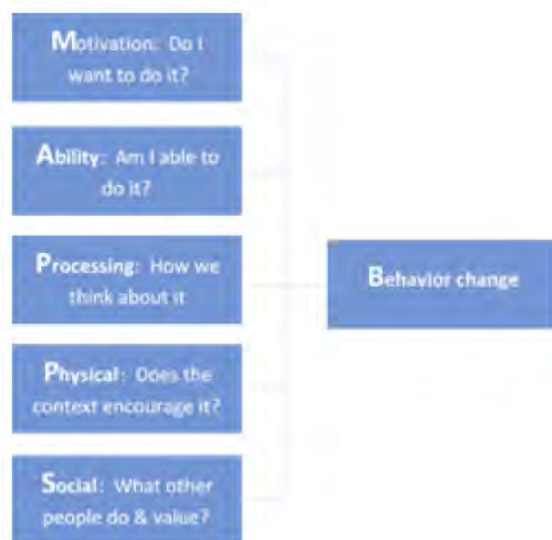 Motivation: Do I
want to do it?
Ability: Am I able to
do it?
Processing: How we
think about it
Behavior change
Physical: Does the
context encourage it?
Social: What other
people do & value?